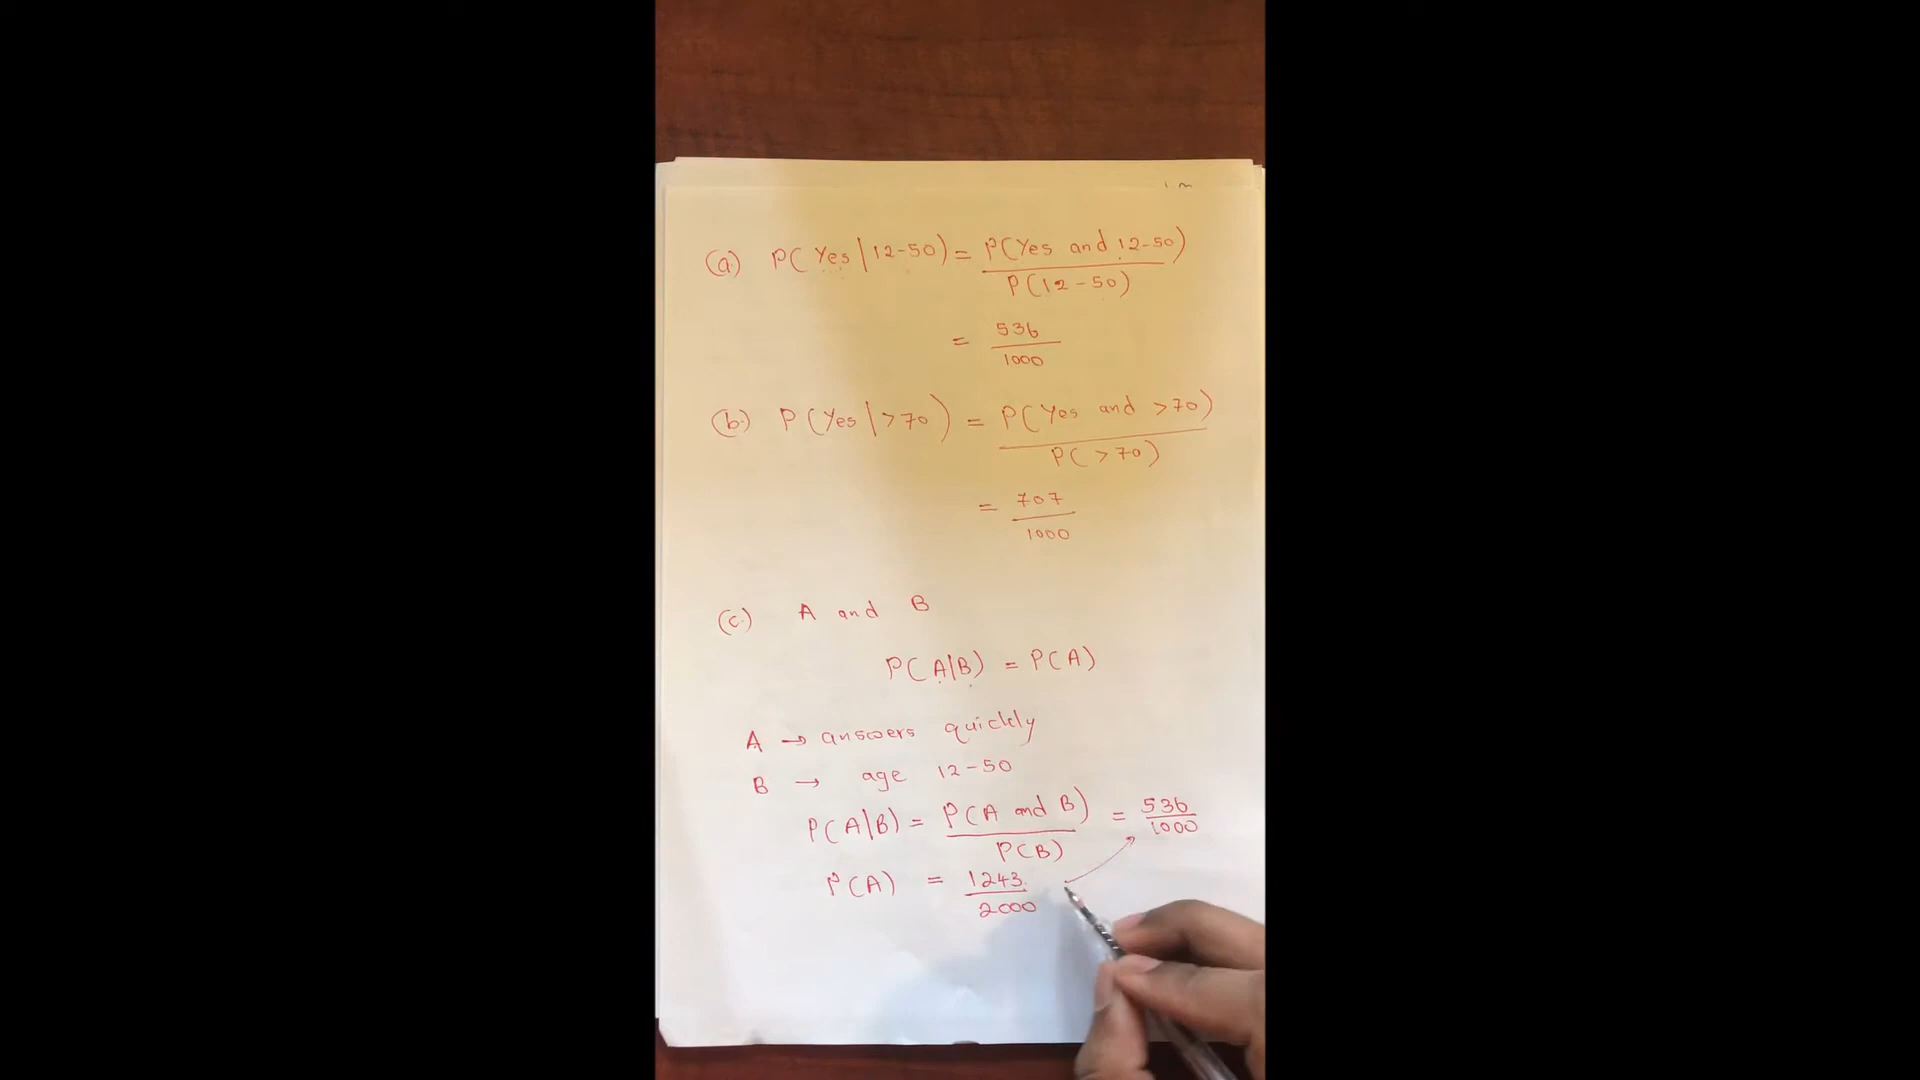 (a.) P( Yes | 12-50) = P(Yes and 12-50) / P(12-50)
= 536 / 1000
(b.) P(Yes | >70) = P(Yes and >70) / P(>70)
= 707 / 1000
(c.) A and B
P(A|B) = P(A)
A → answers quickly
B → age 12-50
P(A|B) = P(A and B) / P(B) = 536 / 1000
P(A) = 1243 / 2000